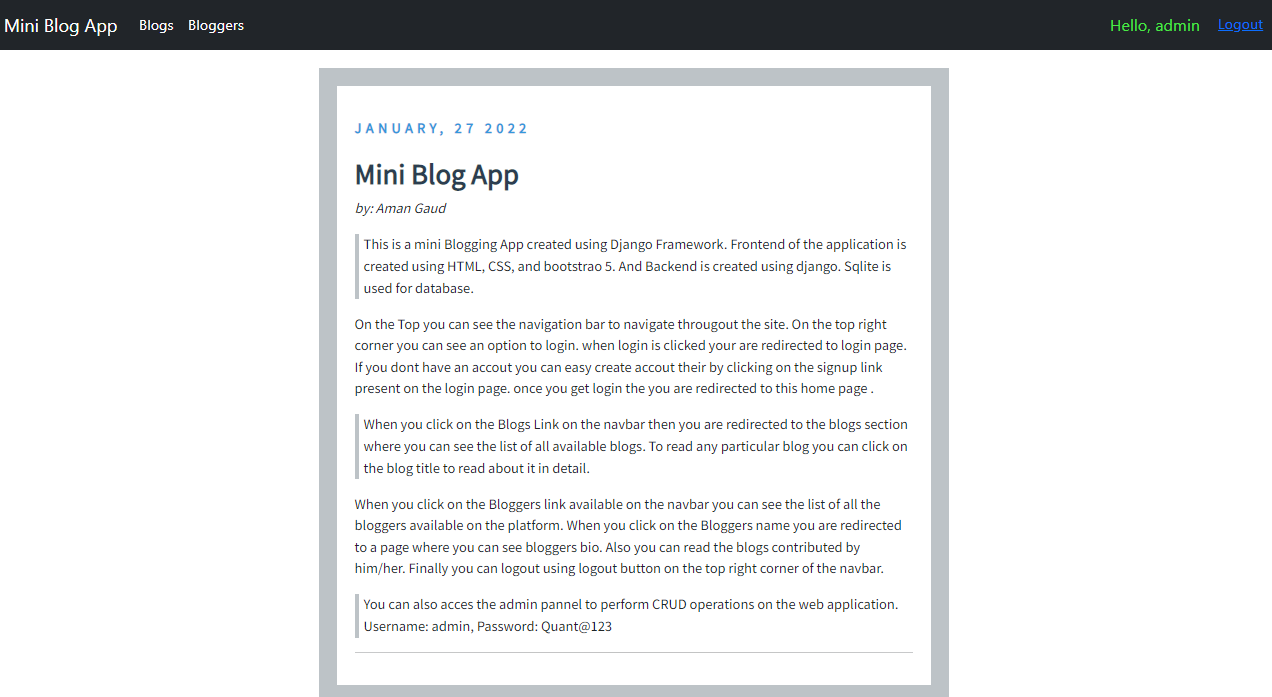 Mini Blog App Blogs Bloggers Hello, admin Logout
JANUARY, 27 2022
Mini Blog App
by: Aman Gaud
This is a mini Blogging App created using Django Framework. Frontend of the application is
created using HTML, CSS, and bootstrao 5. And Backend is created using django. Sqlite is
used for database.
On the Top you can see the navigation bar to navigate througout the site. On the top right
corner you can see an option to login. when login is clicked your are redirected to login page.
If you dont have an accout you can easy create accout their by clicking on the signup link
present on the login page. once you get login the you are redirected to this home page .
When you click on the Blogs Link on the navbar then you are redirected to the blogs section
where you can see the list of all available blogs. To read any particular blog you can click on
the blog title to read about it in detail.
When you click on the Bloggers link available on the navbar you can see the list of all the
bloggers available on the platform. When you click on the Bloggers name you are redirected
to a page where you can see bloggers bio. Also you can read the blogs contributed by
him/her. Finally you can logout using logout button on the top right corner of the navbar.
You can also acces the admin pannel to perform CRUD operations on the web application.
Username: admin, Password: Quant@123